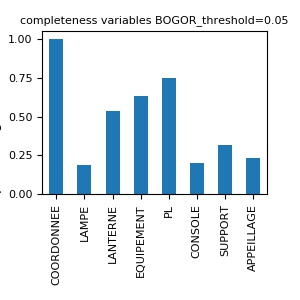 completeness variables BOGOR_threshold=0.05
1.00
0.75
0.50
0.25
0.00
COORDONNEE
LAMPE
LANTERNE
EQUIPEMENT
PL
CONSOLE
SUPPORT
APPEILLAGE